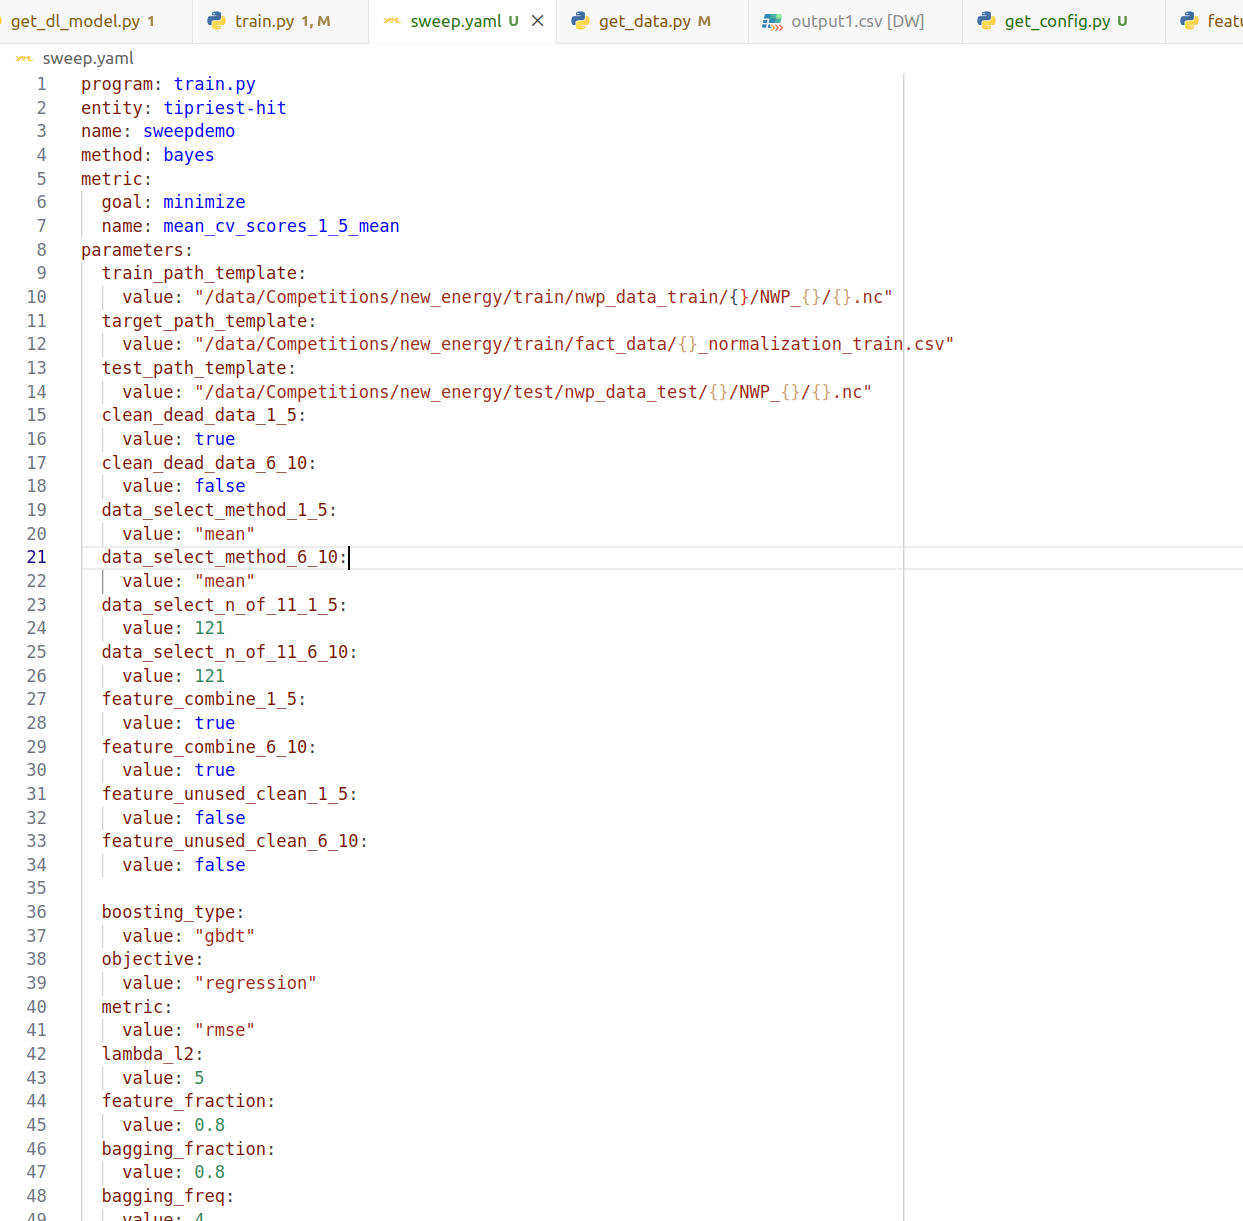 get_dl_model.py 1
train.py 1, M
sweep.yaml U
get_data.py M
output1.csv [DW]
get_config.py U
featu
sweep.yaml
1 program: train.py
2 entity: tipriest-hit
3 name: sweepdemo
4 method: bayes
5 metric:
6 goal: minimize
7 name: mean_cv_scores_1_5_mean
8 parameters:
9 train_path_template:
10 value: "/data/Competitions/new_energy/train/nwp_data_train/{}/NWP_{}/{}.nc"
11 target_path_template:
12 value: "/data/Competitions/new_energy/train/fact_data/{}_normalization_train.csv"
13 test_path_template:
14 value: "/data/Competitions/new_energy/test/nwp_data_test/{}/NWP_{}/{}.nc"
15 clean_dead_data_1_5:
16 value: true
17 clean_dead_data_6_10:
18 value: false
19 data_select_method_1_5:
20 value: "mean"
21 data_select_method_6_10:
22 value: "mean"
23 data_select_n_of_11_1_5:
24 value: 121
25 data_select_n_of_11_6_10:
26 value: 121
27 feature_combine_1_5:
28 value: true
29 feature_combine_6_10:
30 value: true
31 feature_unused_clean_1_5:
32 value: false
33 feature_unused_clean_6_10:
34 value: false
35
36 boosting_type:
37 value: "gbdt"
38 objective:
39 value: "regression"
40 metric:
41 value: "rmse"
42 lambda_l2:
43 value: 5
44 feature_fraction:
45 value: 0.8
46 bagging_fraction:
47 value: 0.8
48 bagging_freq:
49 value: 4